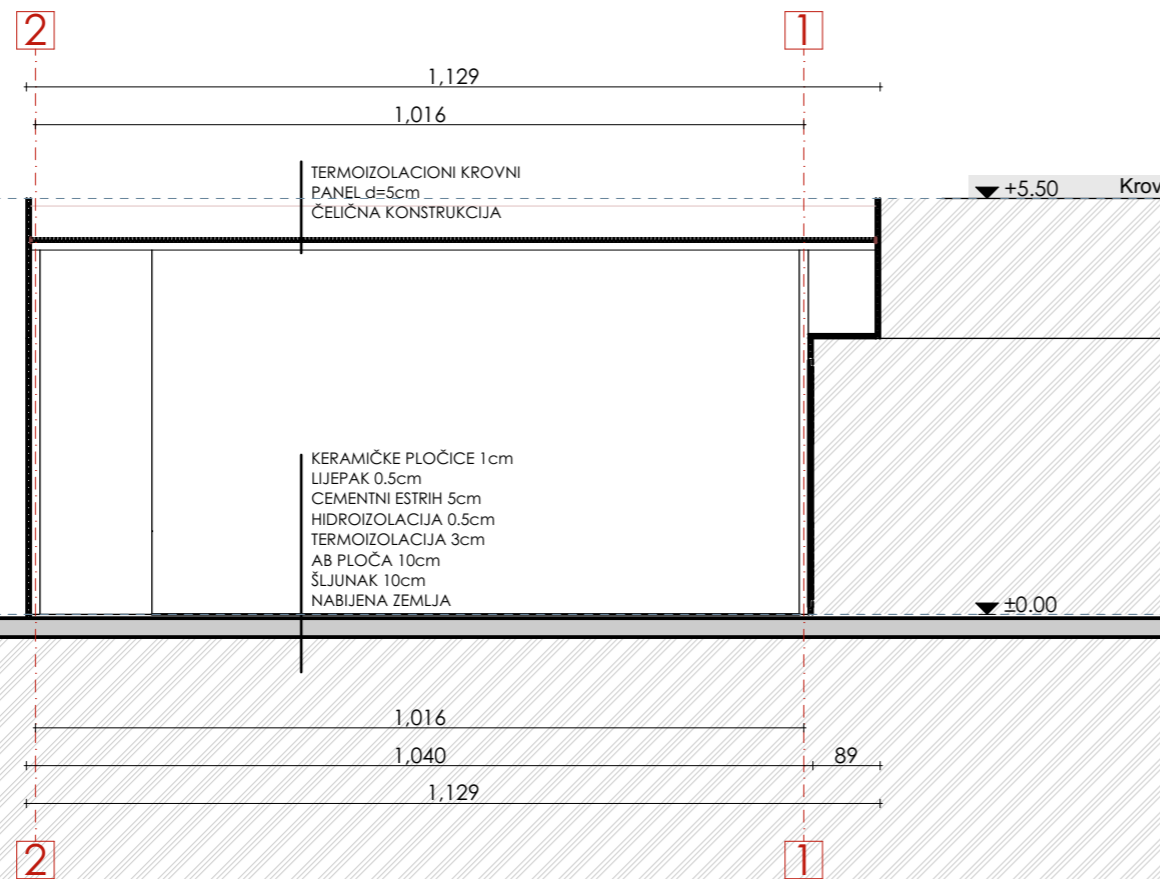 2
1
1,129
1,016
TERMOIZOLACIONI KROVNI
PANEL d=5cm
ČELIČNA KONSTRUKCIJA
+5.50 Krov
KERAMIČKE PLOČICE 1cm
LIJEPAK 0.5cm
CEMENTNI ESTRIH 5cm
HIDROIZOLACIJA 0.5cm
TERMOIZOLACIJA 3cm
AB PLOČA 10cm
ŠLJUNAK 10cm
NABIJENA ZEMLJA
±0.00
1,016
1,040
89
1,129
2
1